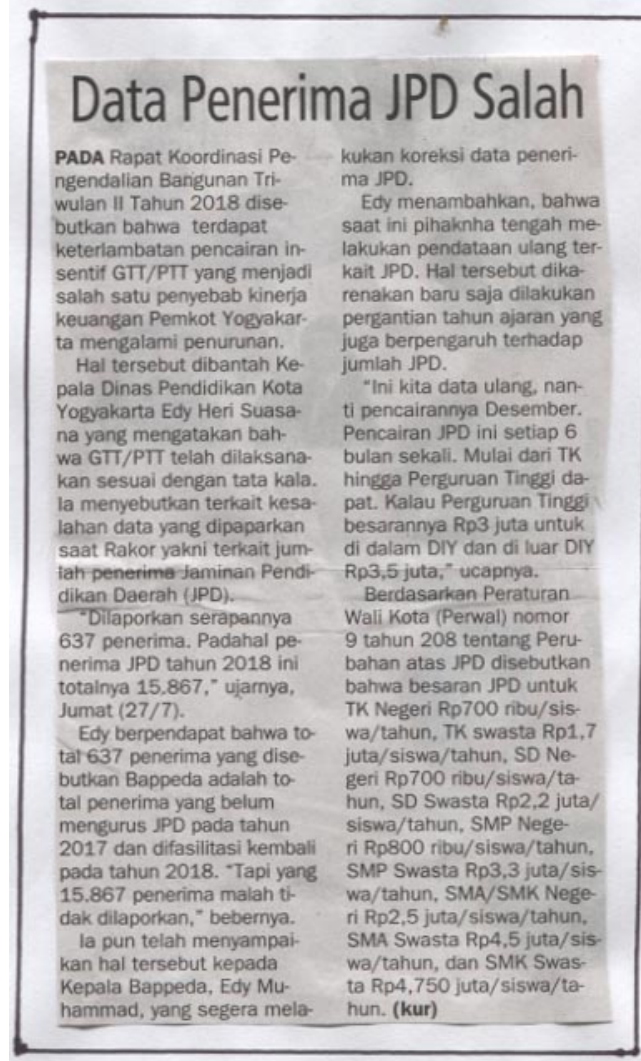 Data Penerima JPD Salah
PADA Rapat Koordinasi Pe-
ngendalian Bangunan Tri-
wulan II Tahun 2018 dise-
butkan bahwa terdapat
keterlambatan pencairan in-
sentif GTT/PTT yang menjadi
salah satu penyebab kinerja
keuangan Pemkot Yogyakar-
ta mengalami penurunan.
Hal tersebut dibantah Ke-
pala Dinas Pendidikan Kota
Yogyakarta Edy Heri Suasa-
na yang mengatakan bah-
wa GTT/PTT telah dilaksana-
kan sesuai dengan tata kala.
Ia menyebutkan terkait kesa-
lahan data yang dipaparkan
saat Rakor yakni terkait jum-
lah penerima Jaminan Pendi-
dikan Daerah (JPD).
"Dilaporkan serapannya
637 penerima. Padahal pe-
nerima JPD tahun 2018 ini
totalnya 15.867," ujarnya,
Jumat (27/7).
Edy berpendapat bahwa to-
tal 637 penerima yang dise-
butkan Bappeda adalah to-
tal penerima yang belum
mengurus JPD pada tahun
2017 dan difasilitasi kembali
pada tahun 2018. "Tapi yang
15.867 penerima malah ti-
dak dilaporkan," bebernya.
Ia pun telah menyampai-
kan hal tersebut kepada
Kepala Bappeda, Edy Mu-
hammad, yang segera mela-
kukan koreksi data peneri-
ma JPD.
Edy menambahkan, bahwa
saat ini pihaknha tengah me-
lakukan pendataan ulang ter-
kait JPD. Hal tersebut dika-
renakan baru saja dilakukan
pergantian tahun ajaran yang
juga berpengaruh terhadap
jumlah JPD.
"Ini kita data ulang, nan-
ti pencairannya Desember.
Pencairan JPD ini setiap 6
bulan sekali. Mulai dari TK
hingga Perguruan Tinggi da-
pat. Kalau Perguruan Tinggi
besarannya Rp3 juta untuk
di dalam DIY dan di luar DIY
Rp3,5 juta," ucapnya.
Berdasarkan Peraturan
Wali Kota (Perwal) nomor
9 tahun 208 tentang Peru-
bahan atas JPD disebutkan
bahwa besaran JPD untuk
TK Negeri Rp700 ribu/sis-
wa/tahun, TK swasta Rp1,7
juta/siswa/tahun, SD Ne-
geri Rp700 ribu/siswa/ta-
hun, SD Swasta Rp2,2 juta/
siswa/tahun, SMP Nege-
ri Rp800 ribu/siswa/tahun,
SMP Swasta Rp3,3 juta/sis-
wa/tahun, SMA/SMK Nege-
ri Rp2,5 juta/siswa/tahun,
SMA Swasta Rp4,5 juta/sis-
wa/tahun, dan SMK Swas-
ta Rp4,750 juta/siswa/ta-
hun. (kur)